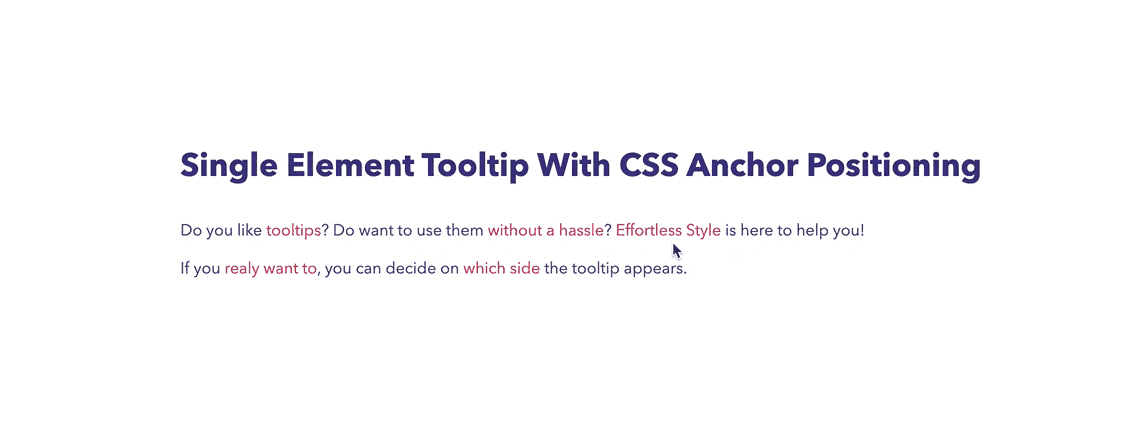 Single Element Tooltip With CSS Anchor Positioning
Do you like tooltips? Do want to use them without a hassle? Effortless Style is here to help you!
If you realy want to, you can decide on which side the tooltip appears.